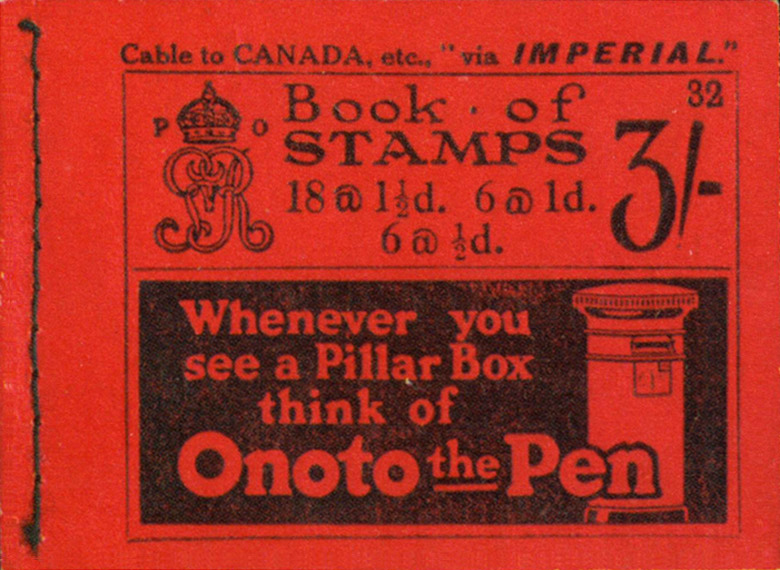 Cable to CANADA, etc., "via IMPERIAL."
32
P O
Book · of
STAMPS
3/-
18 @ 1½d. 6 @ 1d.
6 @ ½d.
Whenever you
see a Pillar Box
think of
Onoto the Pen